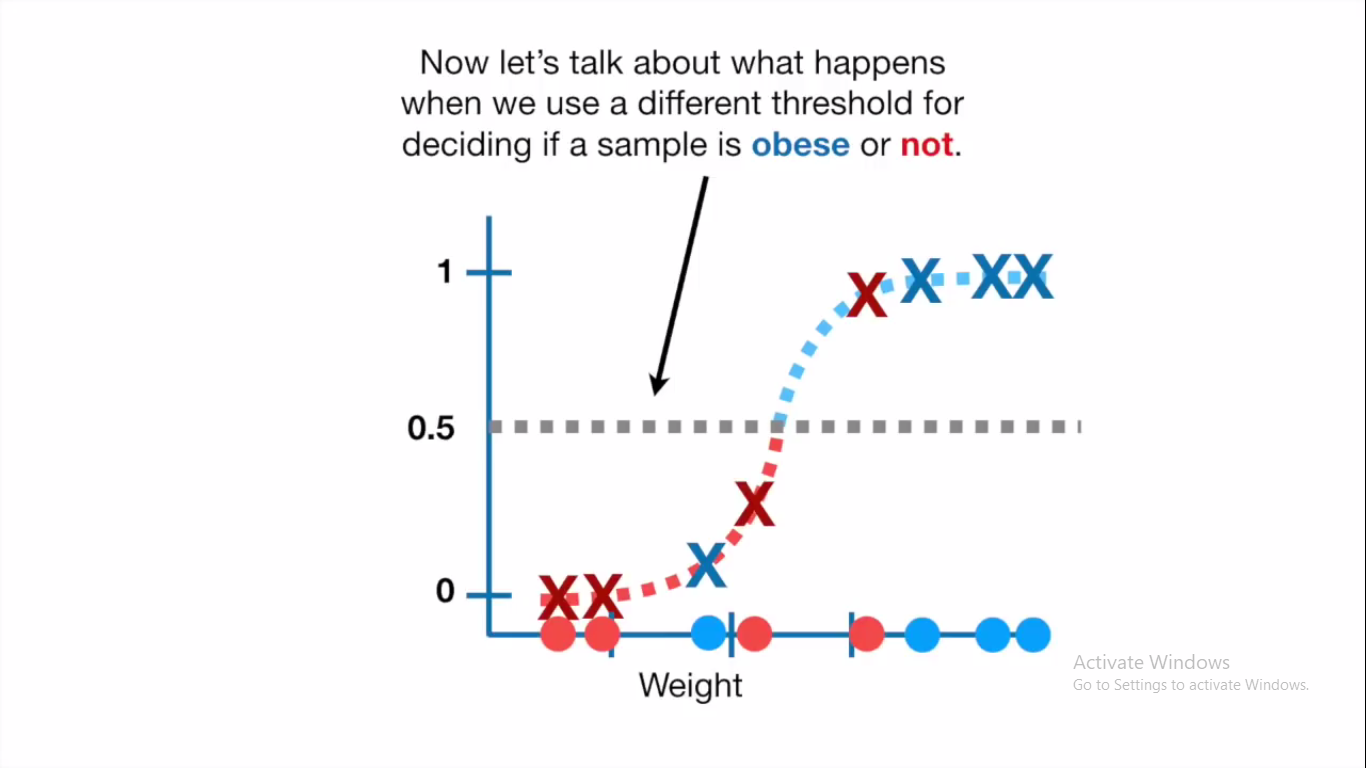 Now let’s talk about what happens
when we use a different threshold for
deciding if a sample is obese or not.
1
0.5
0
X X X X X X X X
Weight
Activate Windows
Go to Settings to activate Windows.